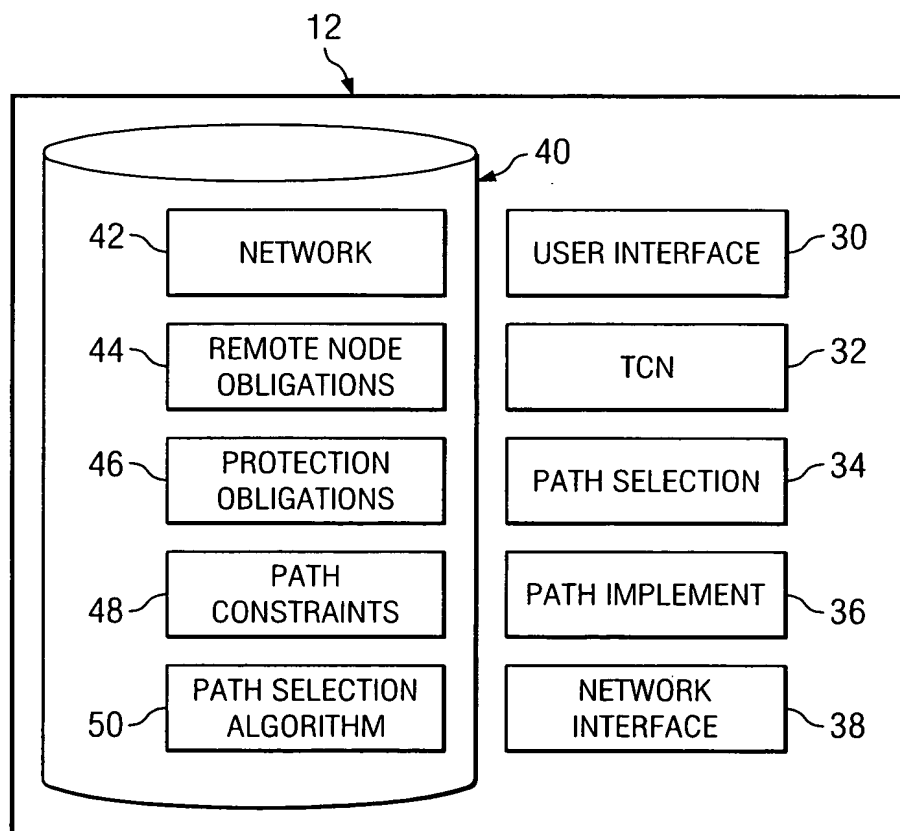 12
40
42
NETWORK
USER INTERFACE
30
44
REMOTE NODE
OBLIGATIONS
TCN
32
46
PROTECTION
OBLIGATIONS
PATH SELECTION
34
48
PATH
CONSTRAINTS
PATH IMPLEMENT
36
50
PATH SELECTION
ALGORITHM
NETWORK
INTERFACE
38